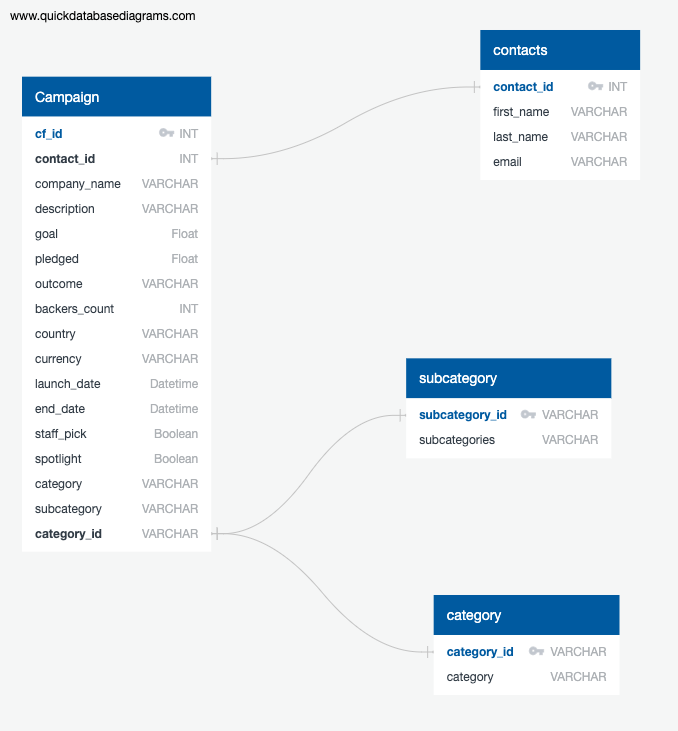 www.quickdatabasediagrams.com
Campaign
cf_id INT
contact_id INT
company_name VARCHAR
description VARCHAR
goal Float
pledged Float
outcome VARCHAR
backers_count INT
country VARCHAR
currency VARCHAR
launch_date Datetime
end_date Datetime
staff_pick Boolean
spotlight Boolean
category VARCHAR
subcategory VARCHAR
category_id VARCHAR
contacts
contact_id INT
first_name VARCHAR
last_name VARCHAR
email VARCHAR
subcategory
subcategory_id VARCHAR
subcategories VARCHAR
category
category_id VARCHAR
category VARCHAR